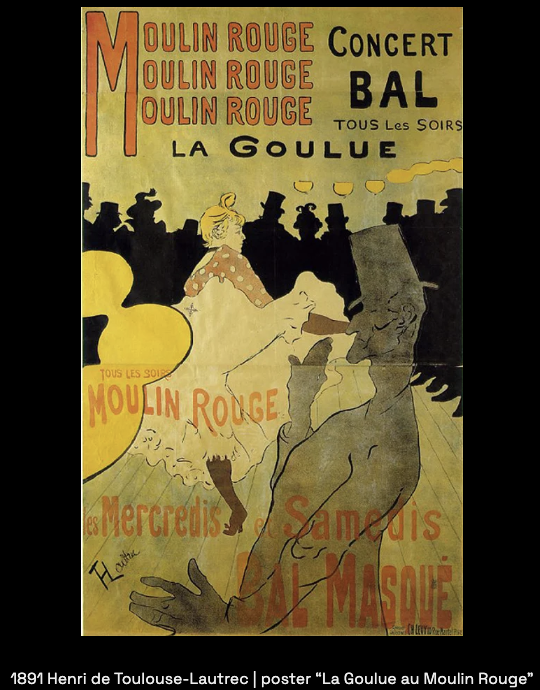 MOULIN ROUGE
MOULIN ROUGE
MOULIN ROUGE
CONCERT
BAL
TOUS LES SOIRS
LA GOULUE
TOUS LES SOIRS
MOULIN ROUGE
les Mercredis et Samedis
BAL MASQUÉ
HTLautrec
1891 Henri de Toulouse-Lautrec | poster “La Goulue au Moulin Rouge”